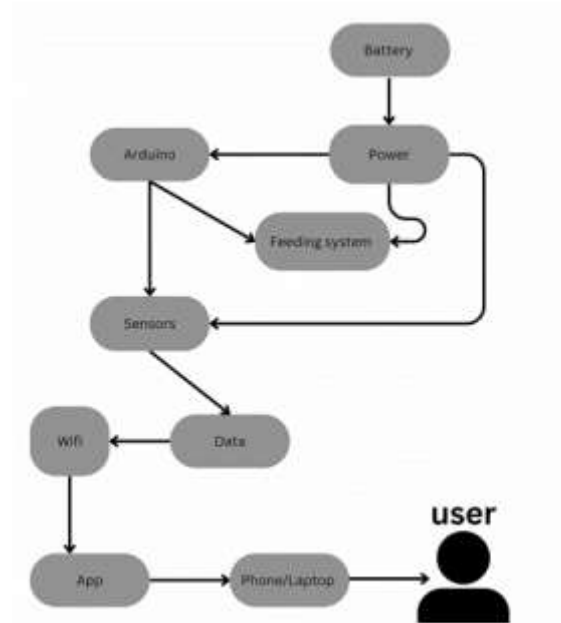 Battery
Arduino
Power
Feeding system
Sensors
Wifi
Data
user
App
Phone/Laptop